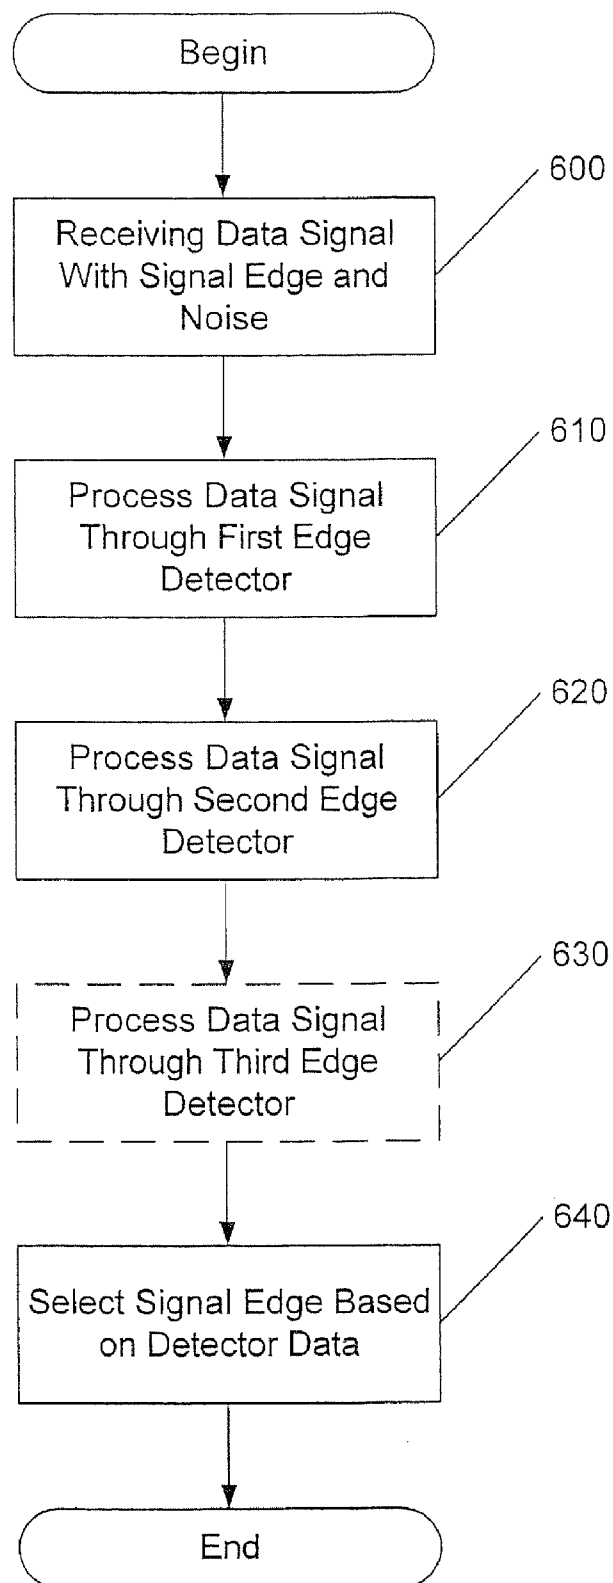 Begin
600
Receiving Data Signal
With Signal Edge and
Noise
610
Process Data Signal
Through First Edge
Detector
620
Process Data Signal
Through Second Edge
Detector
630
Process Data Signal
Through Third Edge
Detector
640
Select Signal Edge Based
on Detector Data
End